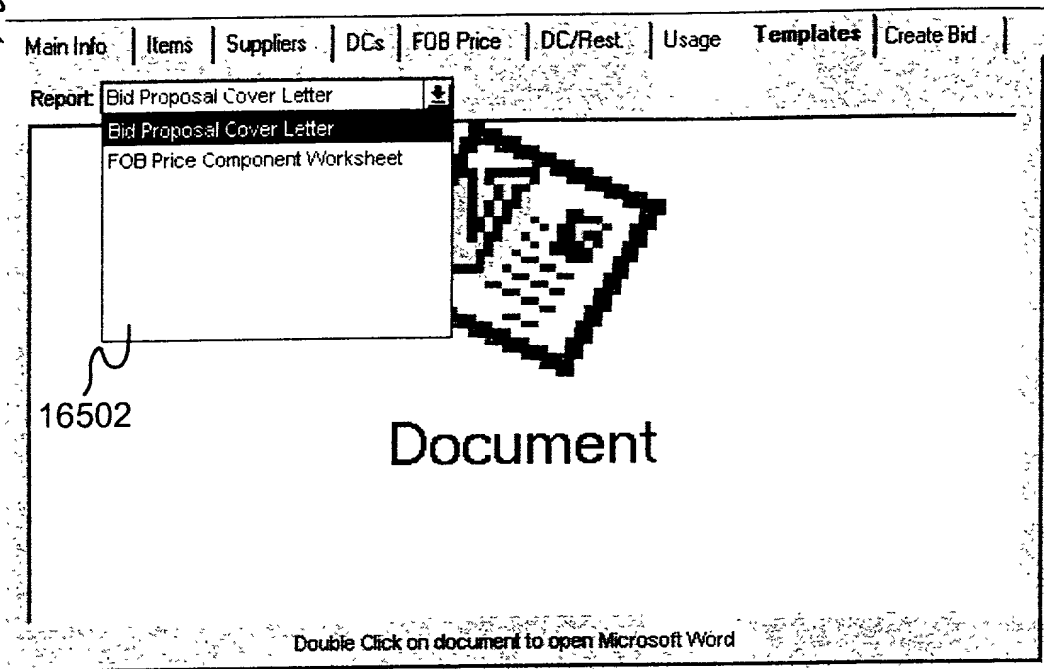 Main Info Items Suppliers DCs FOB Price DC/Rest. Usage Templates Create Bid
Report: Bid Proposal Cover Letter
Bid Proposal Cover Letter
FOB Price Component Worksheet
16502
Document
Double Click on document to open Microsoft Word